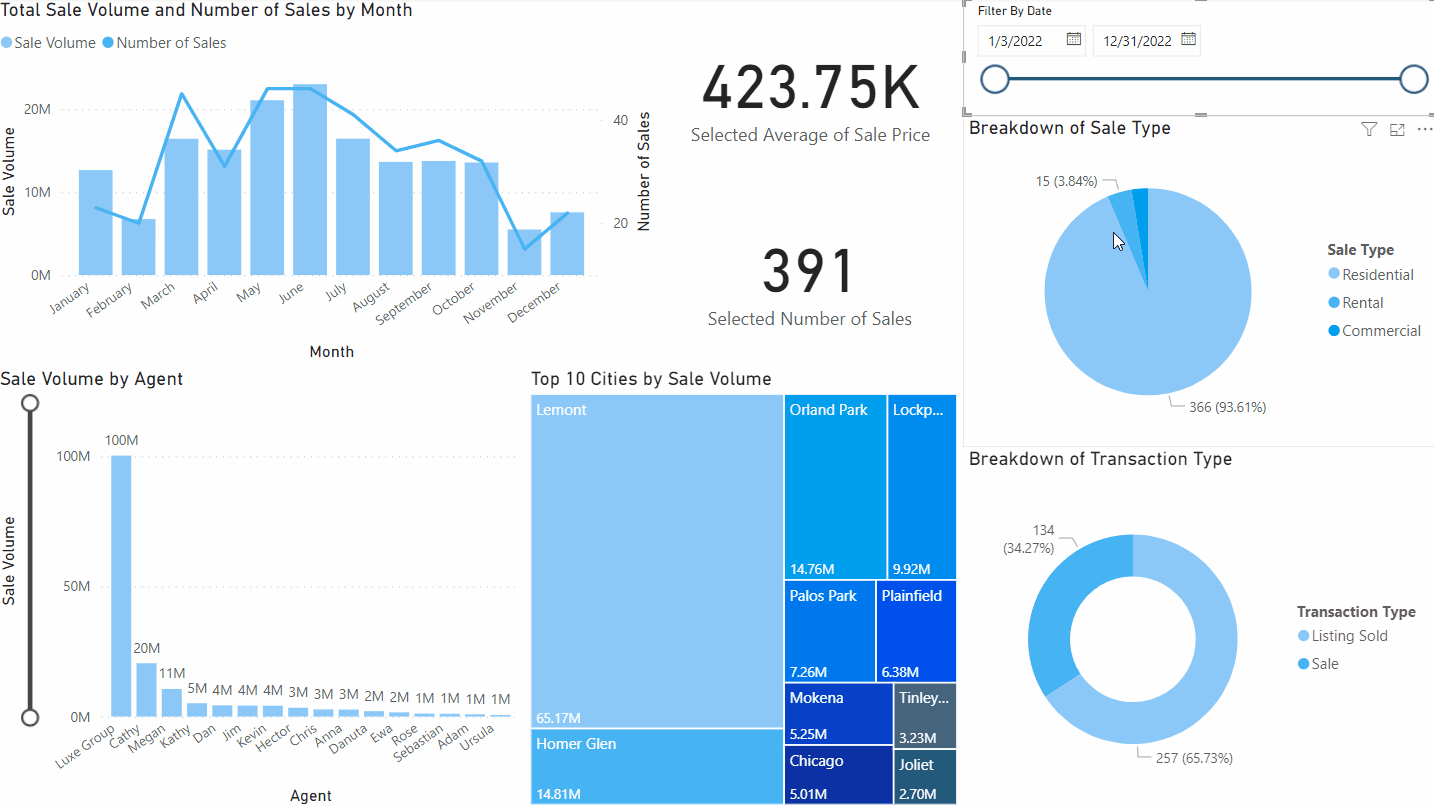 Total Sale Volume and Number of Sales by Month
Sale Volume
Number of Sales
Sale Volume
20M
10M
0M
40
20
Number of Sales
January
February
March
April
May
June
July
August
September
October
November
December
Month
423.75K
Selected Average of Sale Price
391
Selected Number of Sales
Filter By Date
1/3/2022
12/31/2022
Breakdown of Sale Type
15 (3.84%)
366 (93.61%)
Sale Type
Residential
Rental
Commercial
Sale Volume by Agent
Sale Volume
100M
50M
0M
100M
20M
11M
5M
4M
4M
4M
3M
3M
3M
2M
2M
1M
1M
1M
1M
Luxe Group
Cathy
Megan
Kathy
Dan
Jim
Kevin
Hector
Chris
Anna
Danuta
Ewa
Rose
Sebastian
Adam
Ursula
Agent
Top 10 Cities by Sale Volume
Lemont
65.17M
Homer Glen
14.81M
Orland Park
14.76M
Lockp...
9.92M
Palos Park
7.26M
Plainfield
6.38M
Mokena
5.25M
Tinley...
3.23M
Chicago
5.01M
Joliet
2.70M
Breakdown of Transaction Type
134
(34.27%)
257 (65.73%)
Transaction Type
Listing Sold
Sale